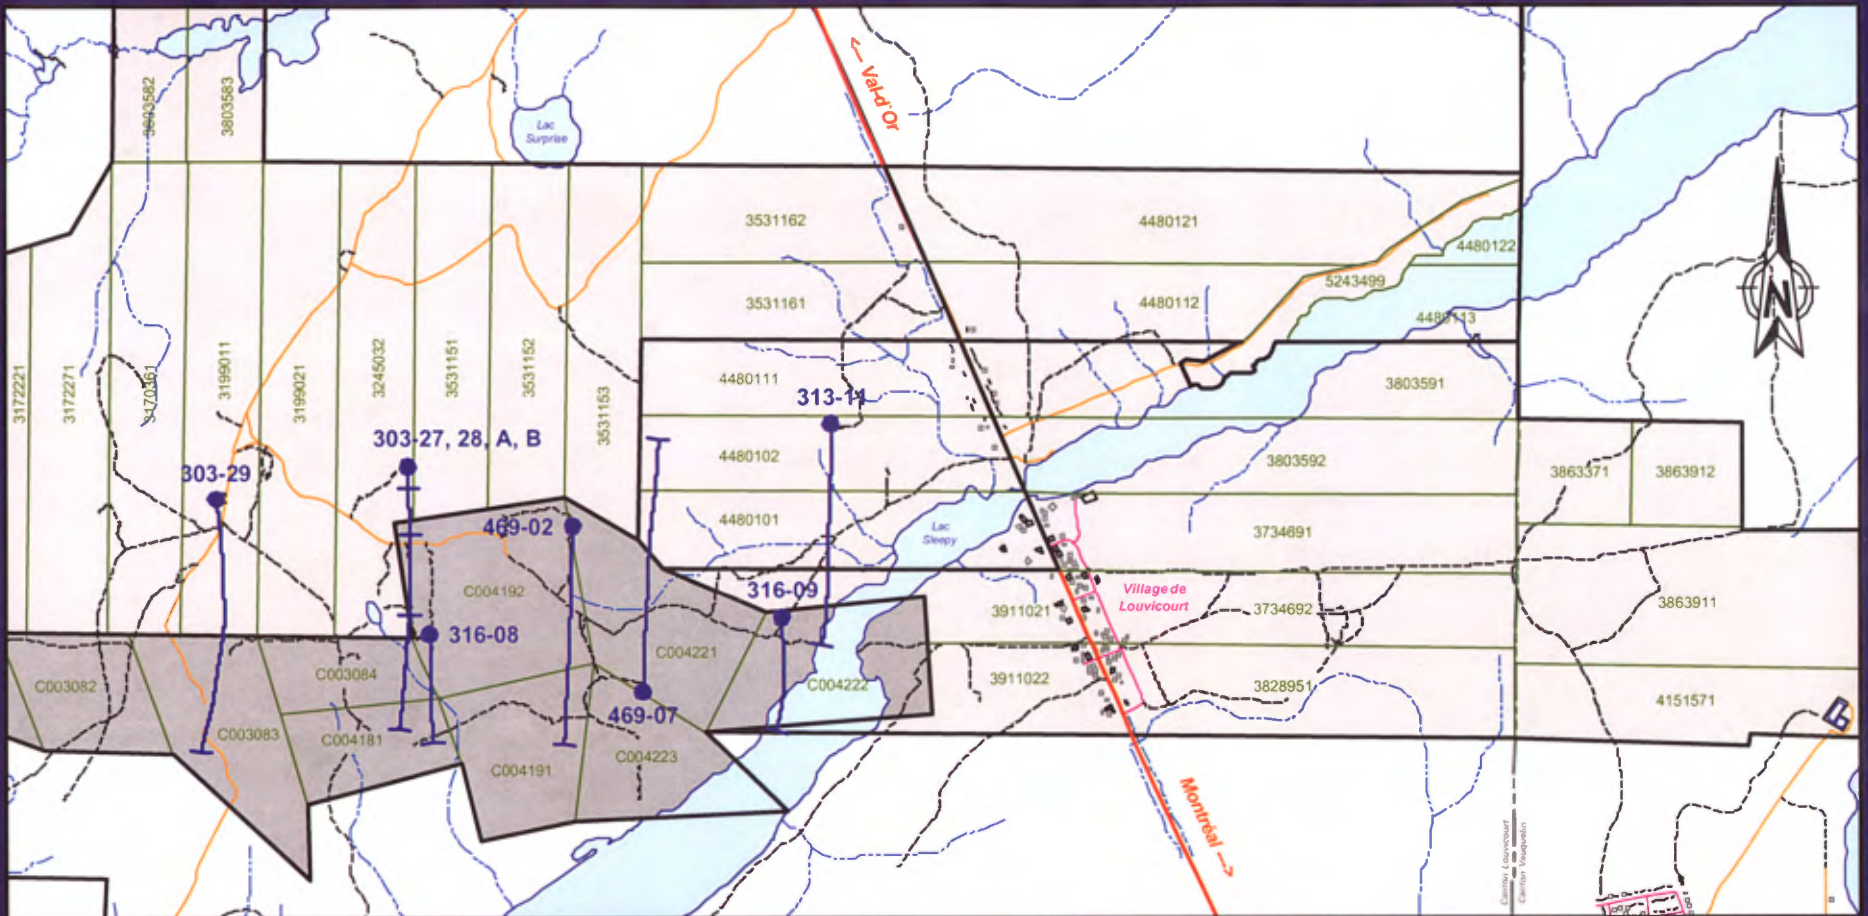 3803582
3803583
Lac
Surprise
<— Val-d'Or
3531162
4480121
4480122
5243499
3531161
4480112
4480113
N
3172221
3172271
3170361
3199011
3199021
3245032
3531151
3531152
3531153
4480111
3803591
313-11
303-27, 28, A, B
4480102
3803592
3863371
3863912
303-29
469-02
4480101
Lac
Sleepy
3734691
C004192
316-09
Village de
Louvicourt
3911021
3734692
3863911
316-08
C004221
C003082
C003084
C004222
3911022
3828951
4151571
469-07
C003083
C004181
C004191
C004223
Montréal —>
Canton Louvicourt
Canton Vauquelin